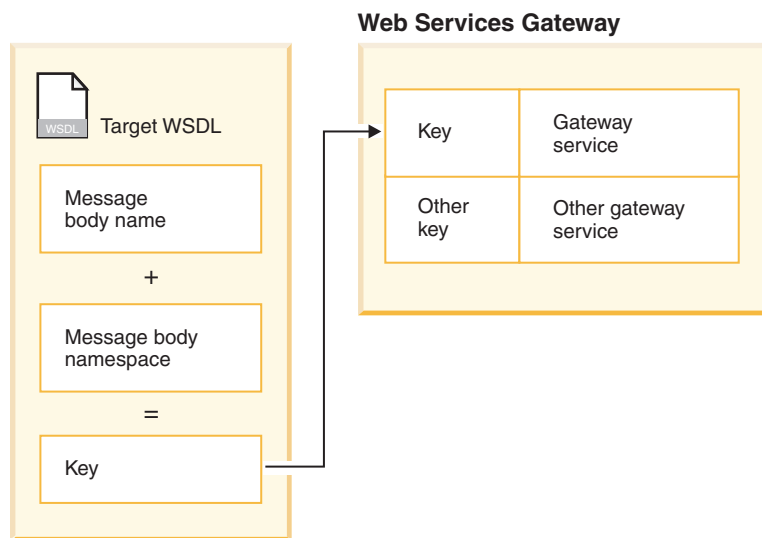 Web Services Gateway
WSDL
Target WSDL
Message
body name
+
Message body
namespace
=
Key
Key
Gateway
service
Other
key
Other gateway
service